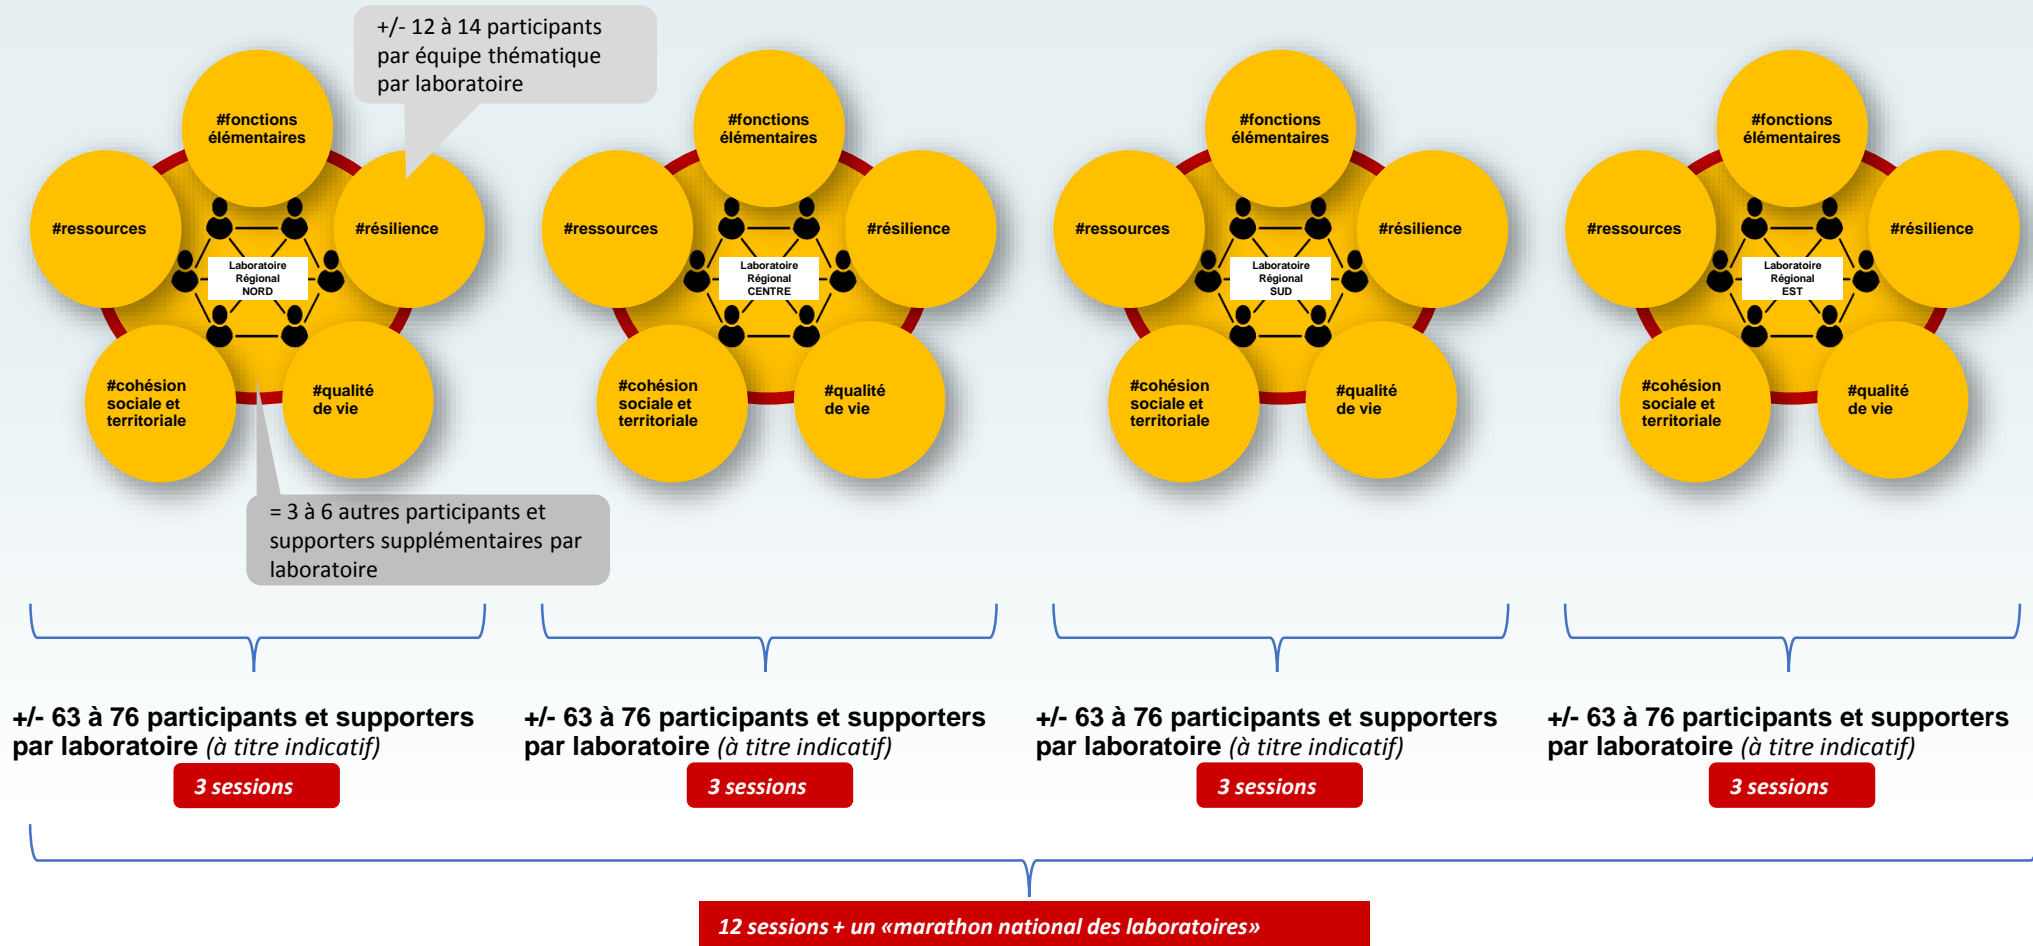 +/- 12 à 14 participants
par équipe thématique
par laboratoire
#fonctions
élémentaires
#ressources
#résilience
Laboratoire
Régional
NORD
#cohésion
sociale et
territoriale
#qualité
de vie
= 3 à 6 autres participants et
supporters supplémentaires par
laboratoire
#fonctions
élémentaires
#ressources
#résilience
Laboratoire
Régional
CENTRE
#cohésion
sociale et
territoriale
#qualité
de vie
#fonctions
élémentaires
#ressources
#résilience
Laboratoire
Régional
SUD
#cohésion
sociale et
territoriale
#qualité
de vie
#fonctions
élémentaires
#ressources
#résilience
Laboratoire
Régional
EST
#cohésion
sociale et
territoriale
#qualité
de vie
+/- 63 à 76 participants et supporters
par laboratoire (à titre indicatif)
3 sessions
+/- 63 à 76 participants et supporters
par laboratoire (à titre indicatif)
3 sessions
+/- 63 à 76 participants et supporters
par laboratoire (à titre indicatif)
3 sessions
+/- 63 à 76 participants et supporters
par laboratoire (à titre indicatif)
3 sessions
12 sessions + un «marathon national des laboratoires»